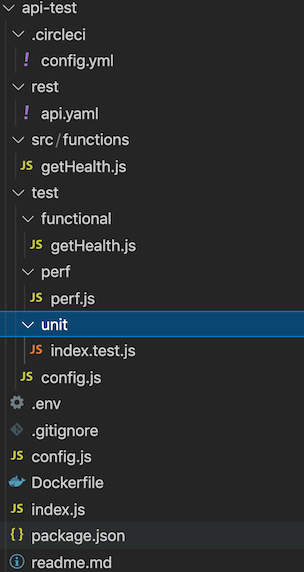 api-test
.circleci
! config.yml
rest
! api.yaml
src/functions
JS getHealth.js
test
functional
JS getHealth.js
perf
JS perf.js
unit
JS index.test.js
JS config.js
.env
.gitignore
JS config.js
Dockerfile
JS index.js
{} package.json
readme.md